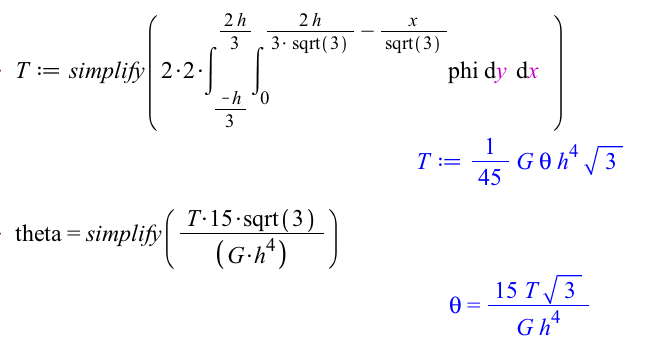 T := simplify(2·2·∫_{-h/3}^{2h/3} ∫_0^{2h/(3·sqrt(3)) − x/sqrt(3)} phi dy dx)
T := 1/45 G θ h^4 √3
theta = simplify(T·15·sqrt(3)/(G·h^4))
θ = 15 T √3/(G h^4)